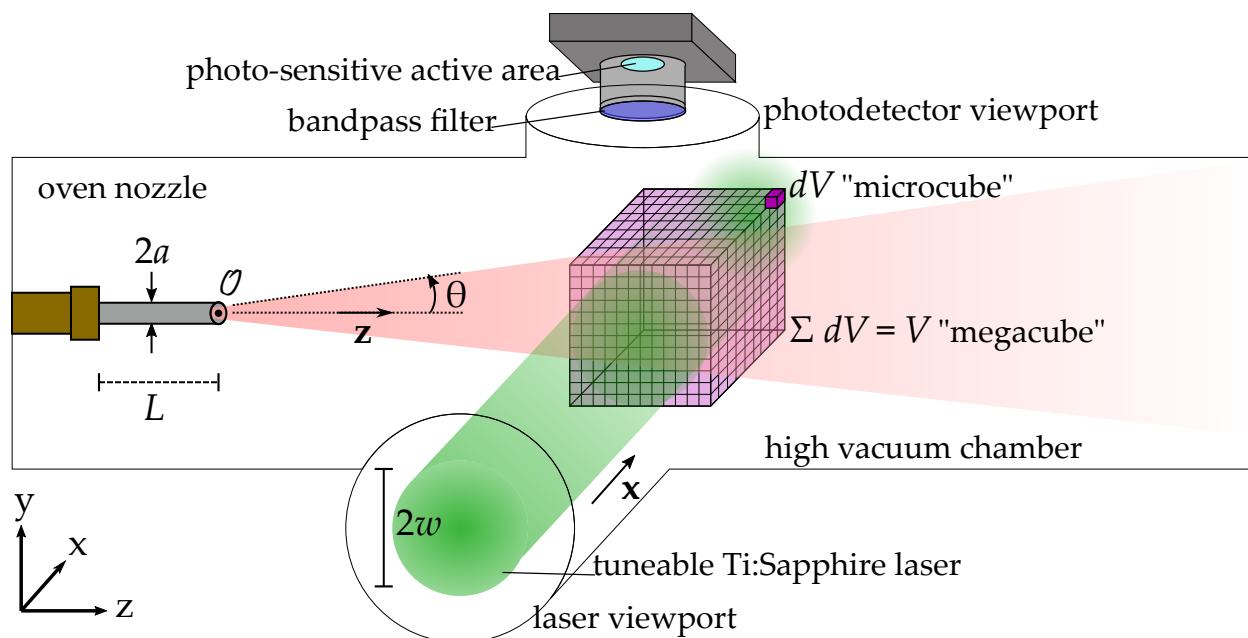 photo-sensitive active area
bandpass filter
photodetector viewport
oven nozzle
dV "microcube"
2a
𝒪
θ
z
Σ dV = V "megacube"
L
high vacuum chamber
x
2w
y
x
z
tuneable Ti:Sapphire laser
laser viewport